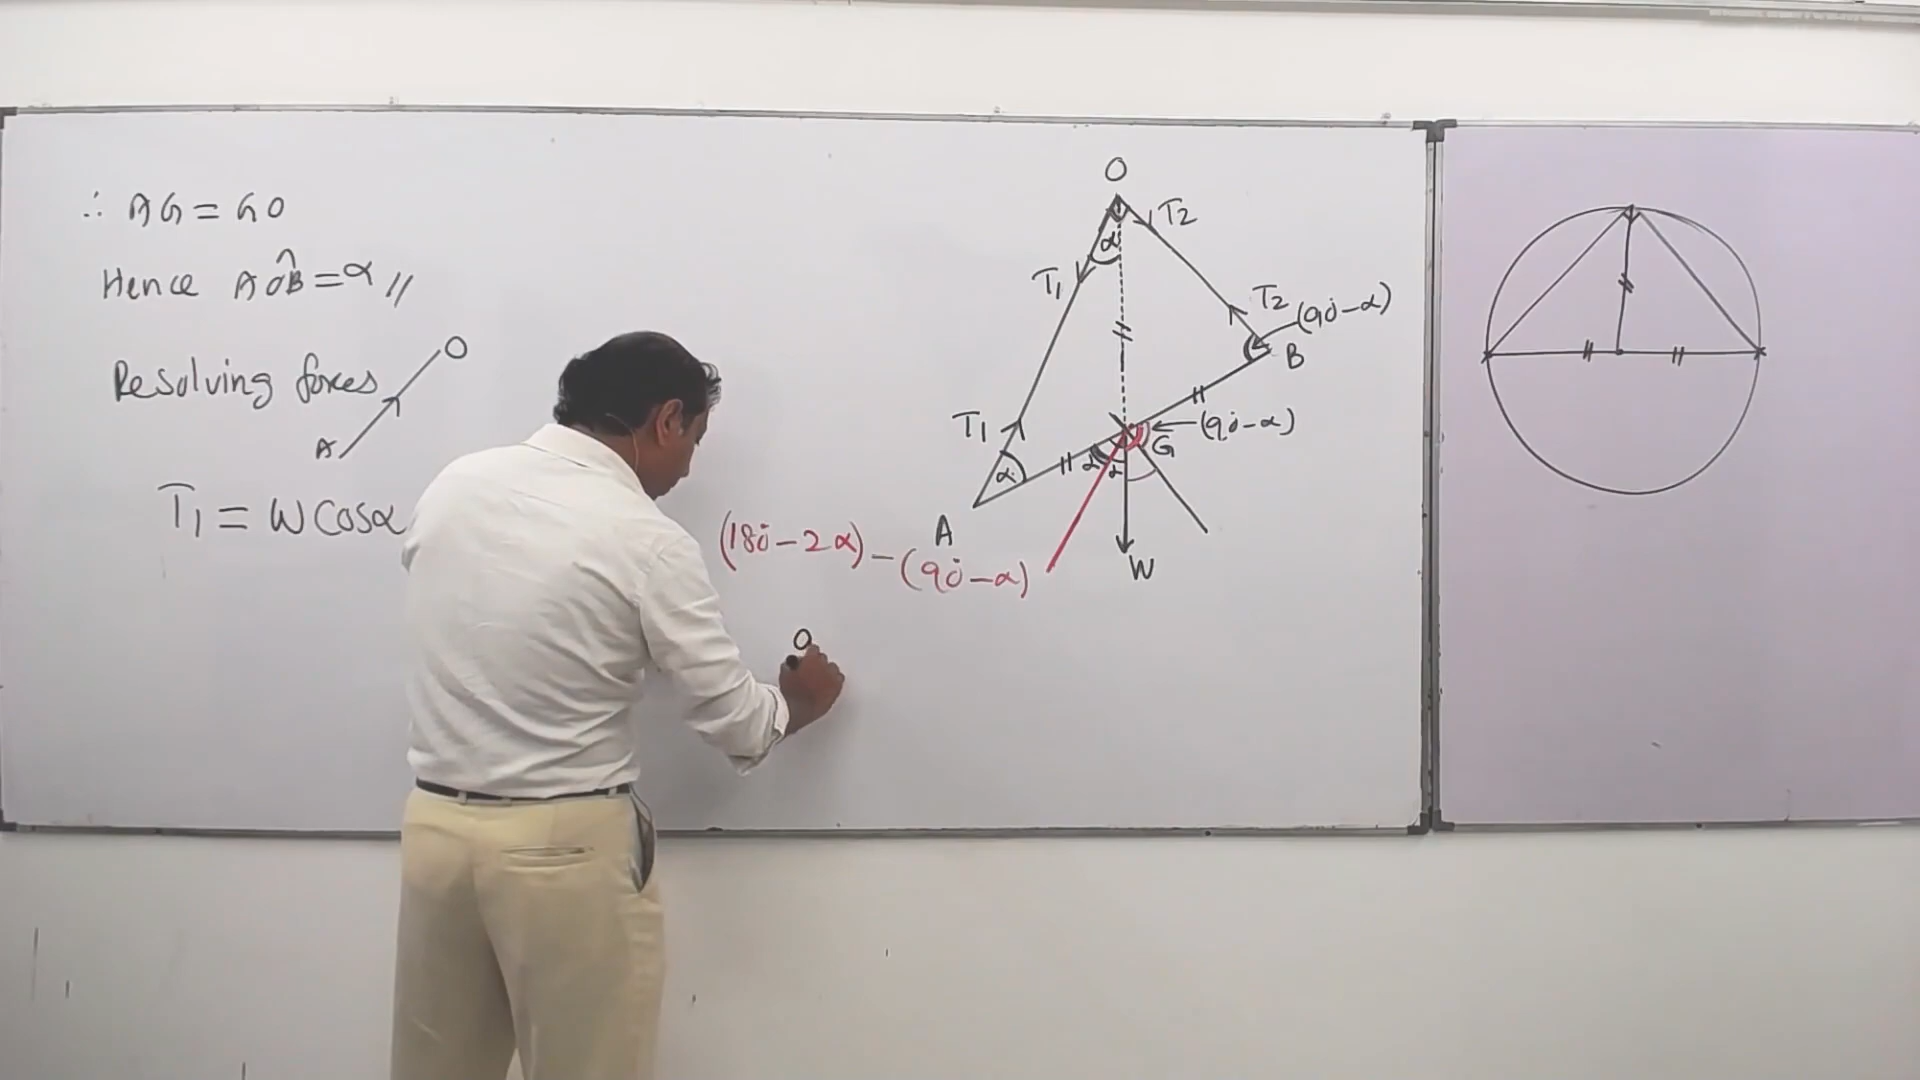 ∴ AG = GO
Hence AÔB = α //
Resolving forces
O
A
T₁ = W Cosα
O
T₂
α
T₁
T₂
(90° − α)
B
T₁
(90° − α)
G
α
α
α
A
W
(180° − 2α) − (90° − α)
O